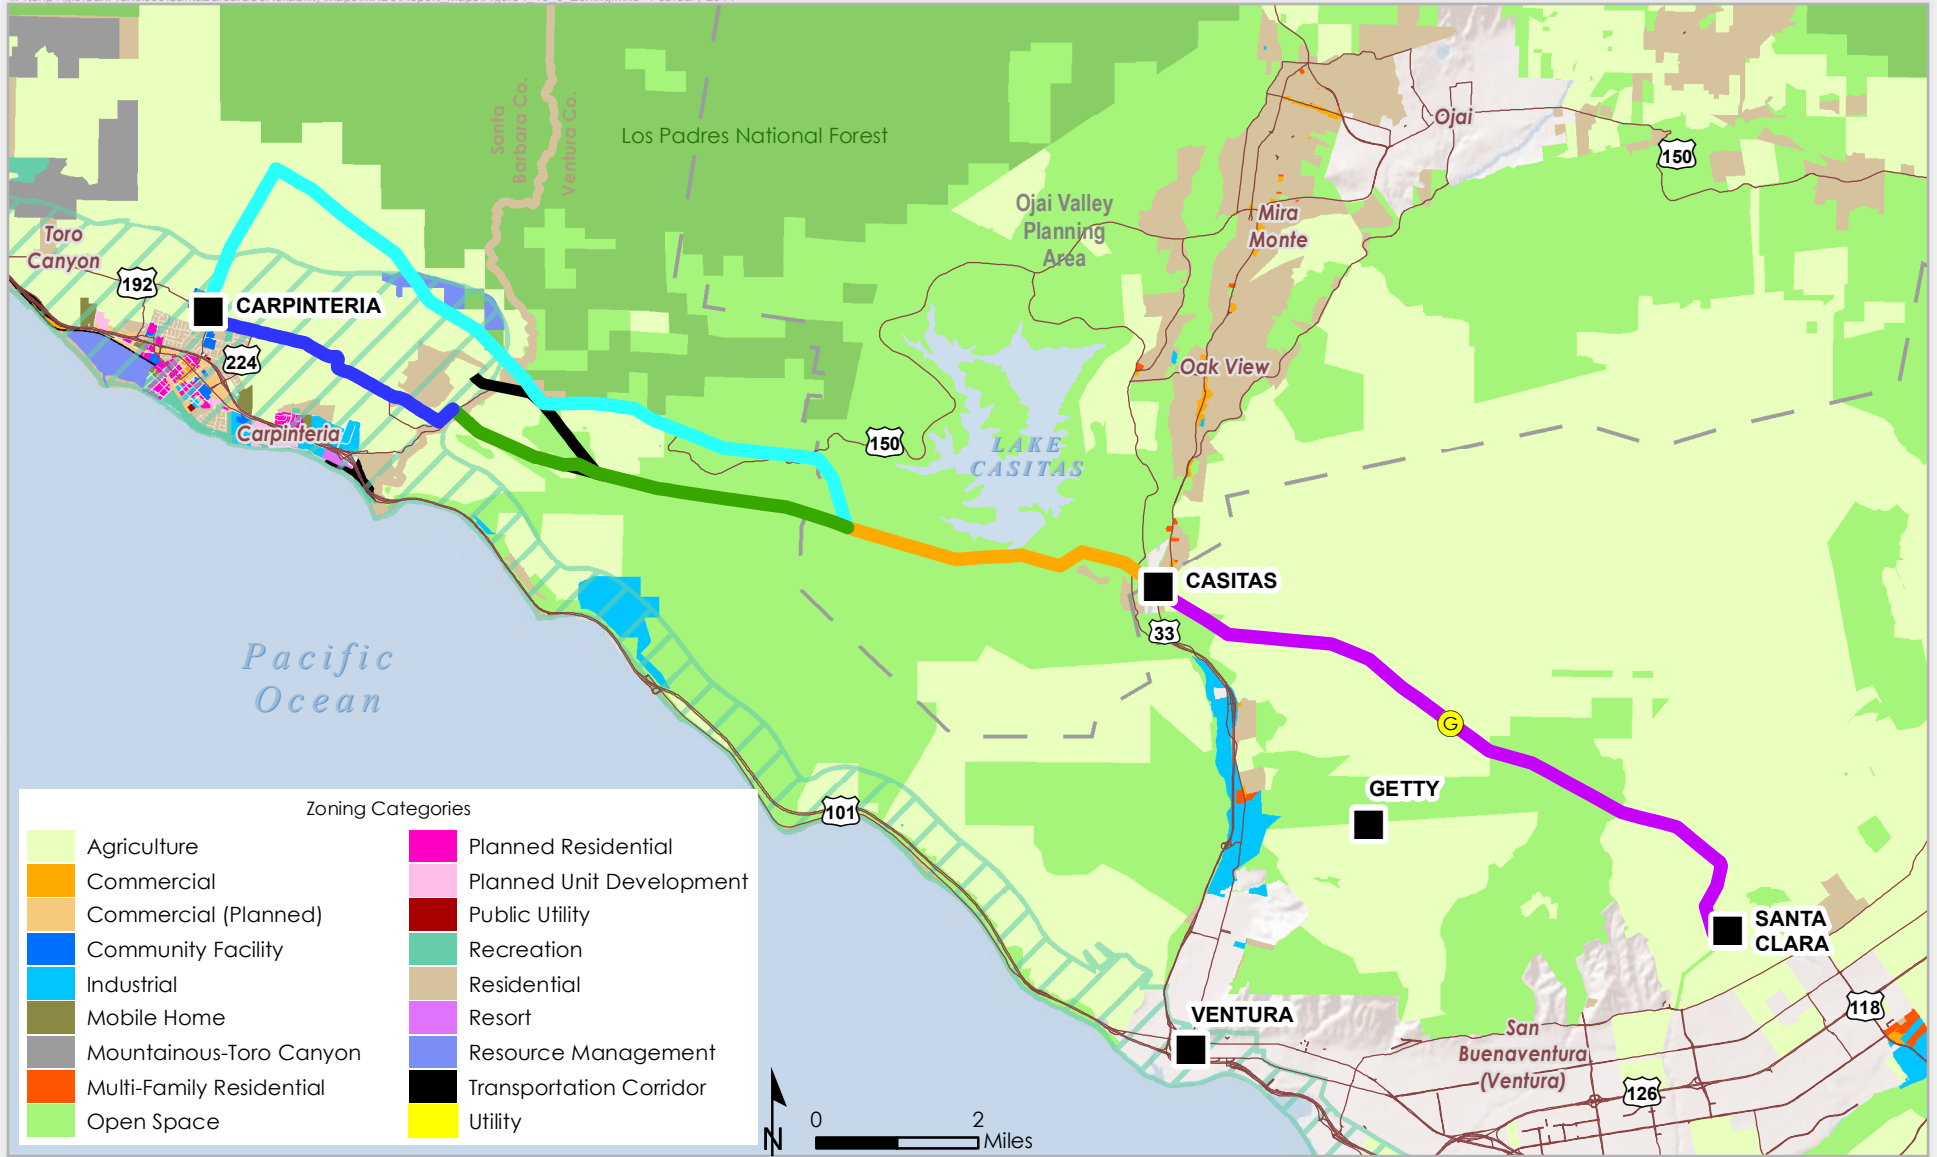 Los Padres National Forest
Santa
Barbara Co.
Ventura Co.
Ojai
150
Ojai Valley
Planning
Area
Mira
Monte
Toro
Canyon
192
CARPINTERIA
224
Oak View
Carpinteria
150
LAKE
CASITAS
CASITAS
33
Pacific
Ocean
G
GETTY
101
SANTA
CLARA
VENTURA
118
San
Buenaventura
(Ventura)
126
Zoning Categories
Agriculture
Commercial
Commercial (Planned)
Community Facility
Industrial
Mobile Home
Mountainous-Toro Canyon
Multi-Family Residential
Open Space
Planned Residential
Planned Unit Development
Public Utility
Recreation
Residential
Resort
Resource Management
Transportation Corridor
Utility
N
0 2
Miles